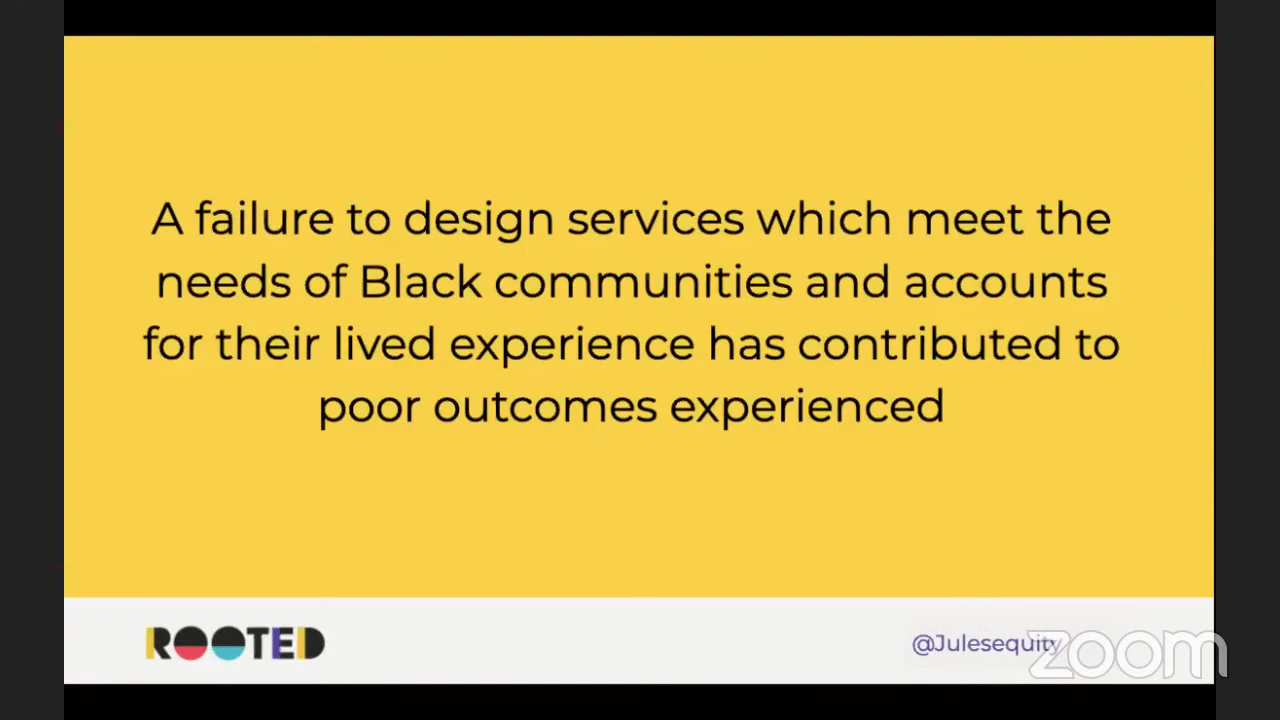 A failure to design services which meet the
needs of Black communities and accounts
for their lived experience has contributed to
poor outcomes experienced
ROOTED
@Julesequity
zoom